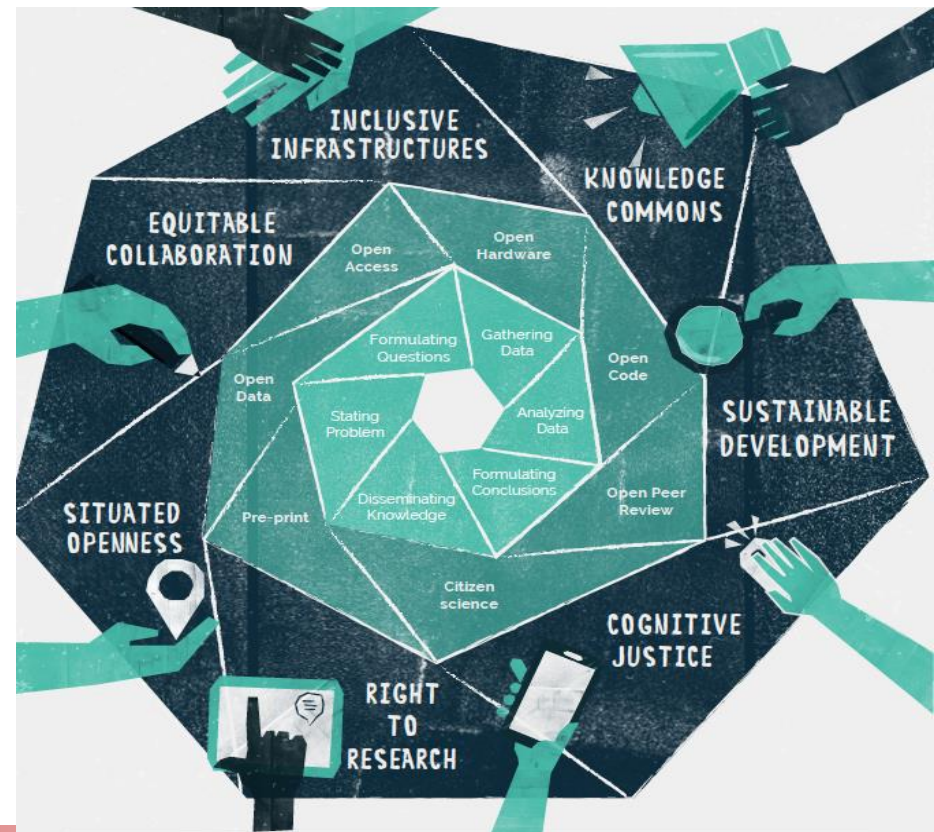 INCLUSIVE
INFRASTRUCTURES
KNOWLEDGE
COMMONS
EQUITABLE
COLLABORATION
SUSTAINABLE
DEVELOPMENT
SITUATED
OPENNESS
COGNITIVE
JUSTICE
RIGHT
TO
RESEARCH
Open
Access
Open
Hardware
Open
Data
Open
Code
Pre-print
Open Peer
Review
Citizen
science
Formulating
Questions
Gathering
Data
Stating
Problem
Analyzing
Data
Disseminating
Knowledge
Formulating
Conclusions